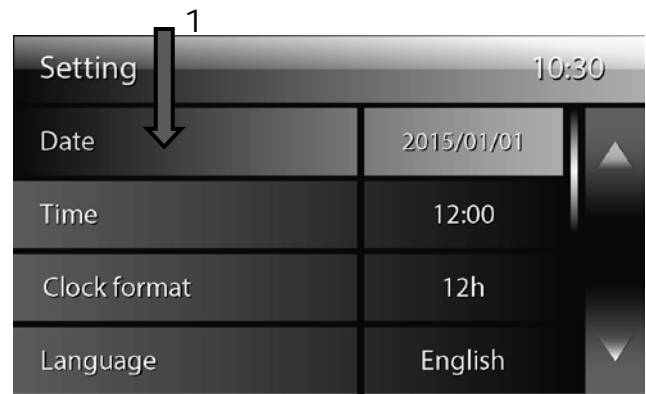 1
Setting 10:30
Date 2015/01/01
Time 12:00
Clock format 12h
Language English